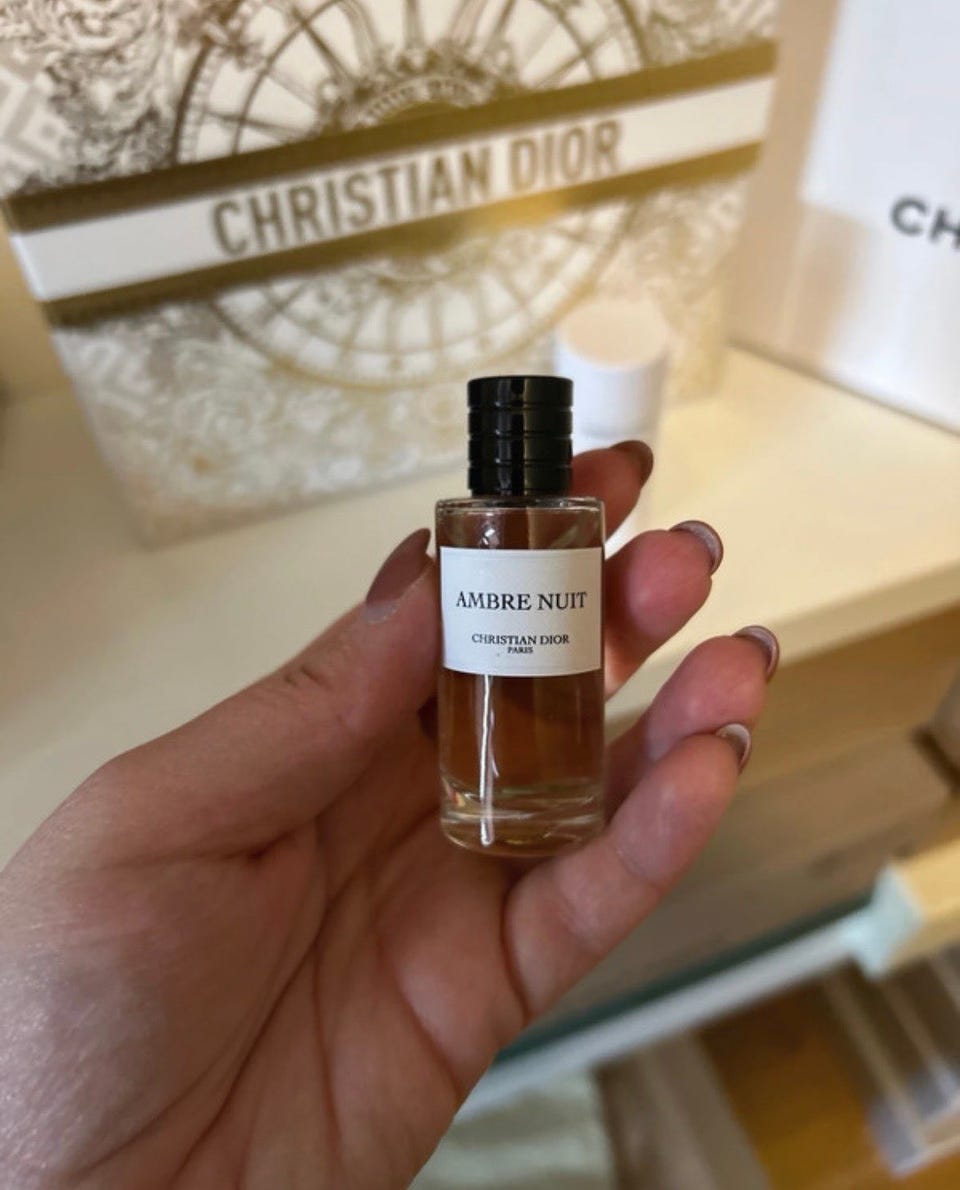 CHRISTIAN DIOR
CH
AMBRE NUIT
CHRISTIAN DIOR
PARIS